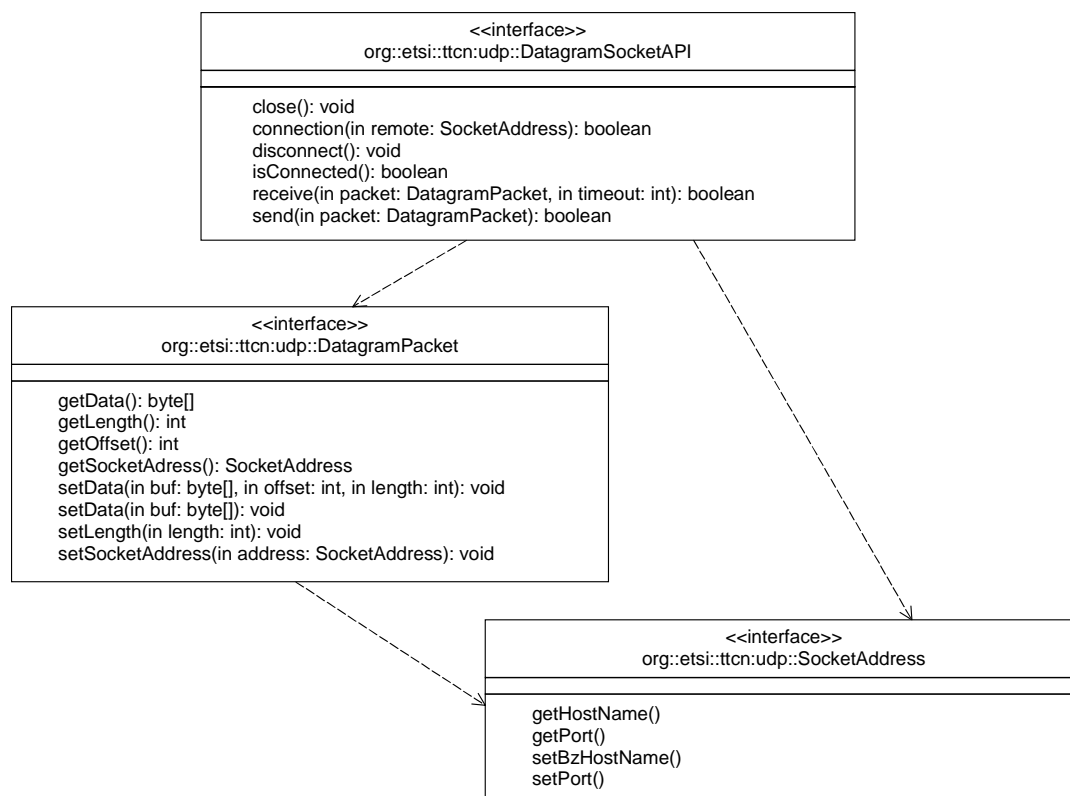 <<interface>>
org::etsi::ttcn:udp::DatagramSocketAPI
close(): void
connection(in remote: SocketAddress): boolean
disconnect(): void
isConnected(): boolean
receive(in packet: DatagramPacket, in timeout: int): boolean
send(in packet: DatagramPacket): boolean
<<interface>>
org::etsi::ttcn:udp::DatagramPacket
getData(): byte[]
getLength(): int
getOffset(): int
getSocketAdress(): SocketAddress
setData(in buf: byte[], in offset: int, in length: int): void
setData(in buf: byte[]): void
setLength(in length: int): void
setSocketAddress(in address: SocketAddress): void
<<interface>>
org::etsi::ttcn:udp::SocketAddress
getHostName()
getPort()
setBzHostName()
setPort()